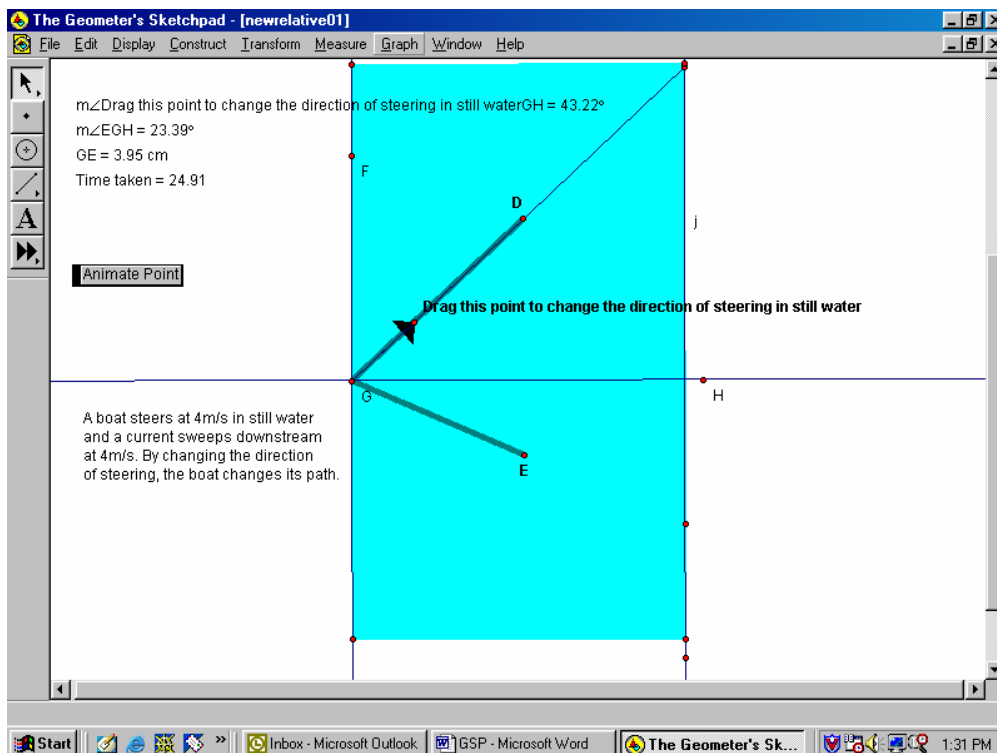 The Geometer's Sketchpad - [newrelative01]
File Edit Display Construct Transform Measure Graph Window Help
m∠Drag this point to change the direction of steering in still waterGH = 43.22º
m∠EGH = 23.39º
GE = 3.95 cm
Time taken = 24.91
F
D
j
A
Animate Point
Drag this point to change the direction of steering in still water
G
H
A boat steers at 4m/s in still water
and a current sweeps downstream
at 4m/s. By changing the direction
of steering, the boat changes its path.
E
Start » Inbox - Microsoft Outlook GSP - Microsoft Word The Geometer's Sk... 1:31 PM